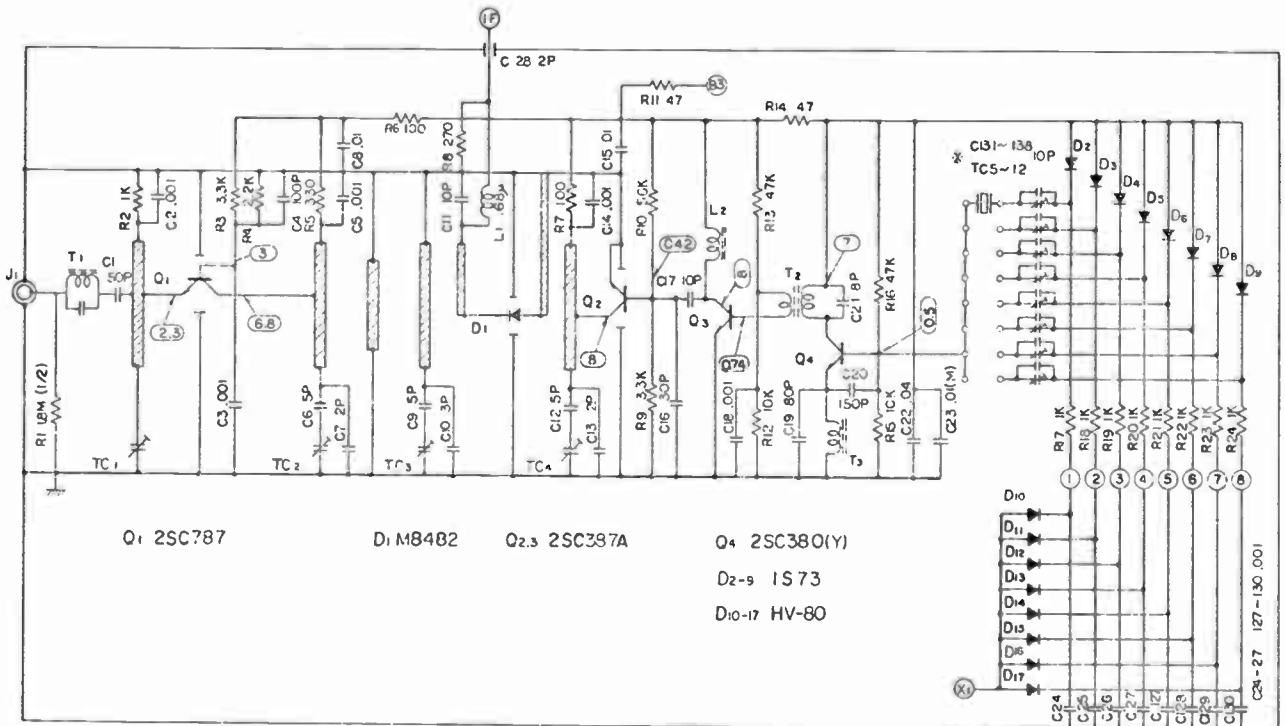 IF
C 28 2P
R11 47
B3
R14 47
R6 100
R8 270
C8 .01
C15 .01
C131~138 10P
TC5~12
D2
D3
D4
D5
D6
D7
D8
D9
R2 1K
C2 .001
R3 3.3K
R4 2.2K
C4 100P
R5 330
C5 .001
C11 10P
L1 .68M
R7 100
C14 .001
R10 5.6K
L2
R13 47K
J1
T1
C1
50P
Q1
3
2.3
6.8
D1
Q2
C42
C17 10P
8
8
Q3
T2
7
C21 8P
R16 47K
0.5
Q4
0.74
C20
150P
R1 1.8M (1/2)
C3 .001
C6 .5P
C7 2P
C9 .5P
C10 3P
C12 .5P
C13 2P
R9 3.3K
C16 30P
C18 .001
R12 10K
C19 80P
T3
R15 10K
C22 .04
C23 .01(M)
TC1
TC2
TC3
TC4
R17 1K
R18 1K
R19 1K
R20 1K
R21 1K
R22 1K
R23 1K
R24 1K
1
2
3
4
5
6
7
8
Q1 2SC787
D1 M8482
Q2.3 2SC387A
Q4 2SC380(Y)
D2-9 1S73
D10-17 HV-80
D10
D11
D12
D13
D14
D15
D16
D17
X1
C24
C25
C26
C27
C127
C128
C129
C130
C24-27 127-130 .001